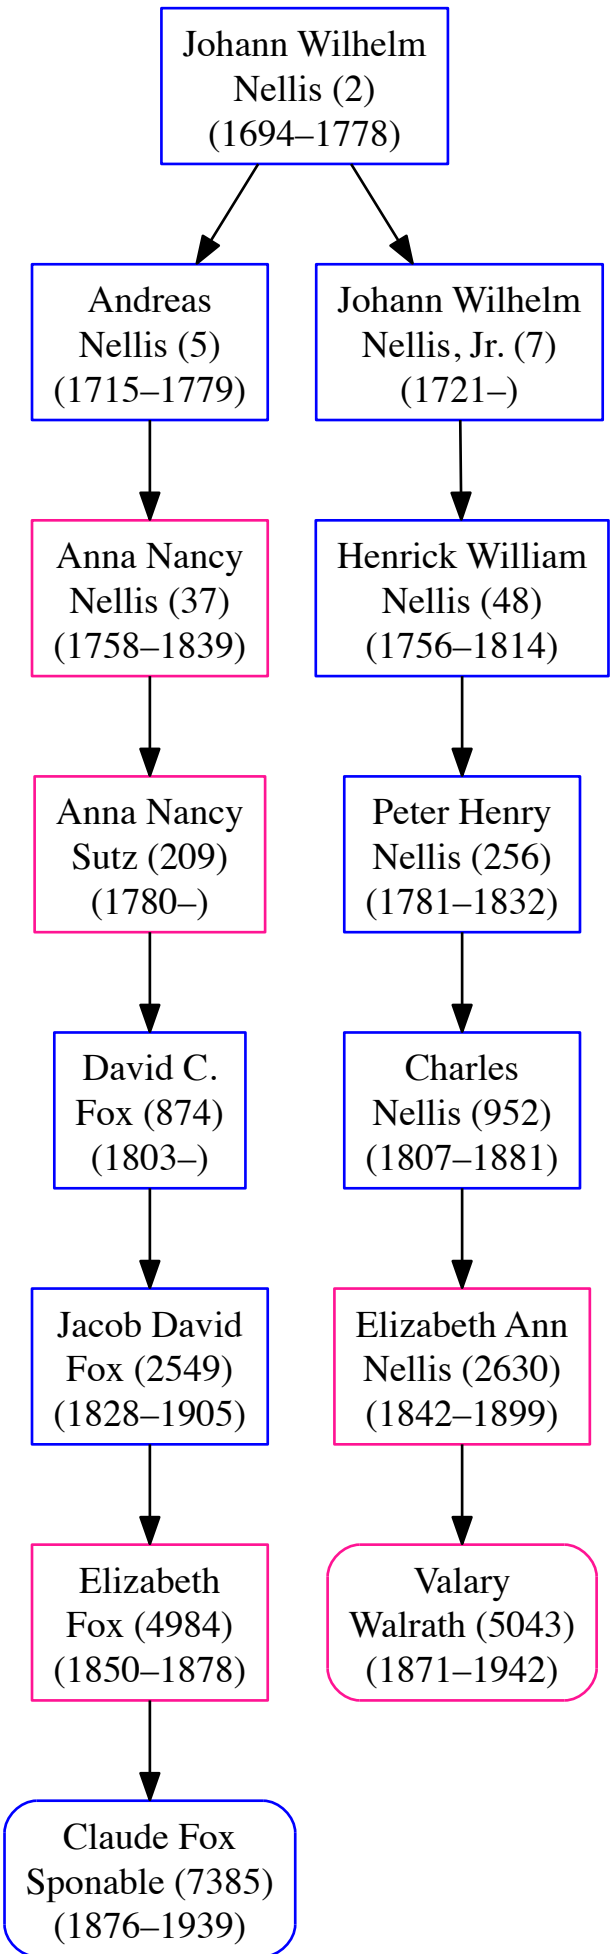 Johann Wilhelm
Nellis (2)
(1694–1778)
Andreas
Nellis (5)
(1715–1779)
Johann Wilhelm
Nellis, Jr. (7)
(1721–)
Anna Nancy
Nellis (37)
(1758–1839)
Henrick William
Nellis (48)
(1756–1814)
Anna Nancy
Sutz (209)
(1780–)
Peter Henry
Nellis (256)
(1781–1832)
David C.
Fox (874)
(1803–)
Charles
Nellis (952)
(1807–1881)
Jacob David
Fox (2549)
(1828–1905)
Elizabeth Ann
Nellis (2630)
(1842–1899)
Elizabeth
Fox (4984)
(1850–1878)
Valary
Walrath (5043)
(1871–1942)
Claude Fox
Sponable (7385)
(1876–1939)